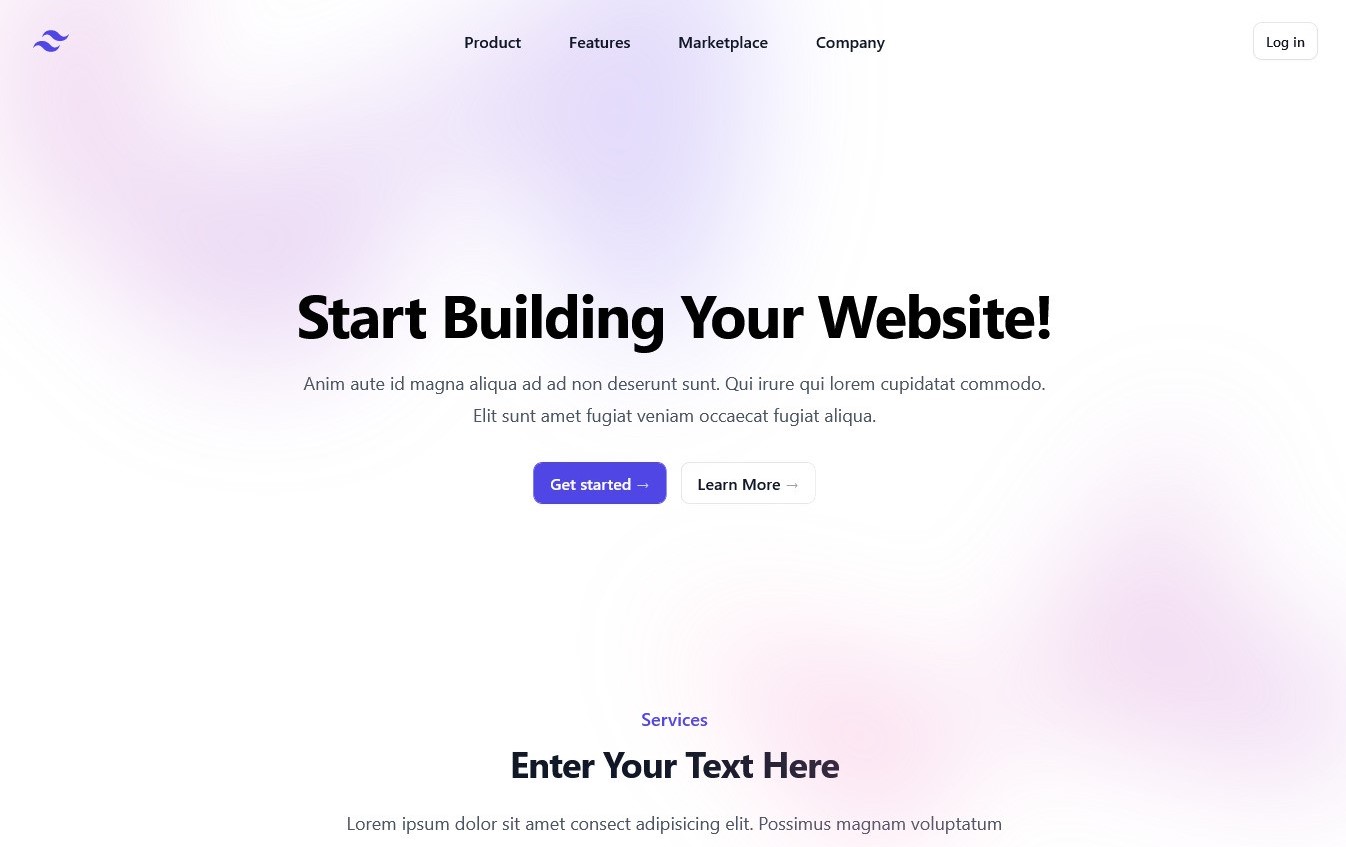 Product Features Marketplace Company Log in
Start Building Your Website!
Anim aute id magna aliqua ad ad non deserunt sunt. Qui irure qui lorem cupidatat commodo.
Elit sunt amet fugiat veniam occaecat fugiat aliqua.
Get started → Learn More →
Services
Enter Your Text Here
Lorem ipsum dolor sit amet consect adipisicing elit. Possimus magnam voluptatum